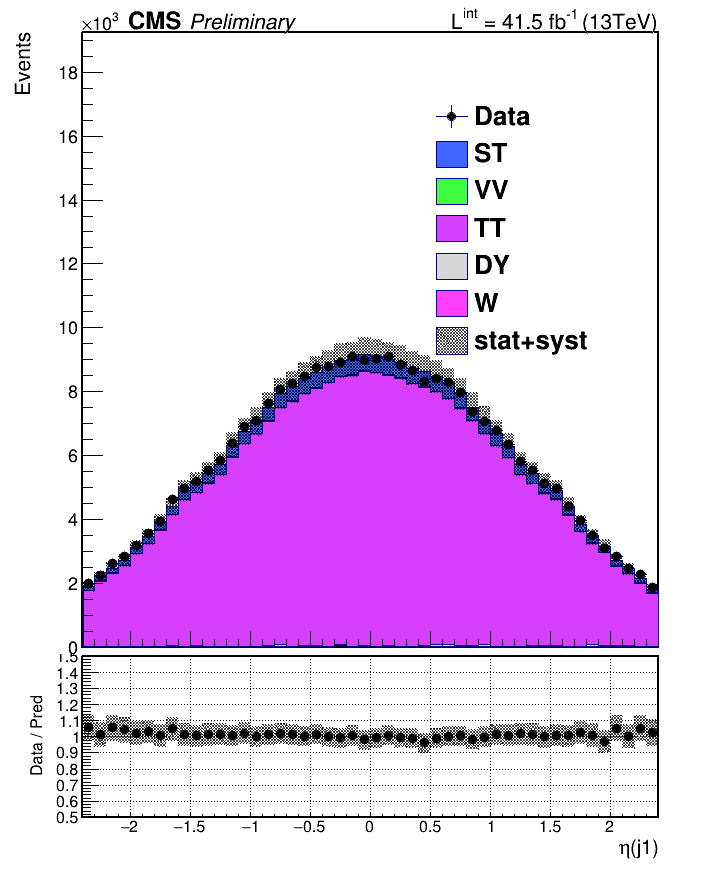 ×10³ CMS Preliminary L^int = 41.5 fb⁻¹ (13TeV)
Events
18
16
14
12
10
8
6
4
2
0
Data
ST
VV
TT
DY
W
stat+syst
Data / Pred
1.5
1.4
1.3
1.2
1.1
1
0.9
0.8
0.7
0.6
0.5
−2 −1.5 −1 −0.5 0 0.5 1 1.5 2
η(j1)